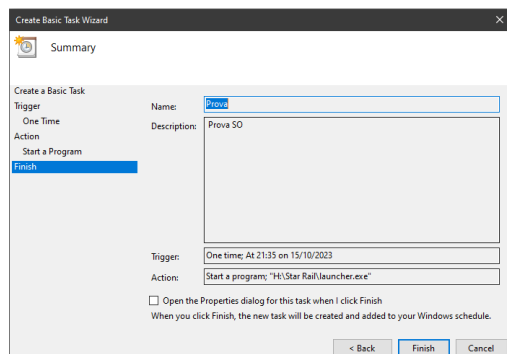 Create Basic Task Wizard
Summary
Create a Basic Task
Trigger
One Time
Action
Start a Program
Finish
Name: Prova
Description: Prova SO
Trigger: One time; At 21:35 on 15/10/2023
Action: Start a program; "H:\Star Rail\launcher.exe"
Open the Properties dialog for this task when I click Finish
When you click Finish, the new task will be created and added to your Windows schedule.
< Back Finish Cancel